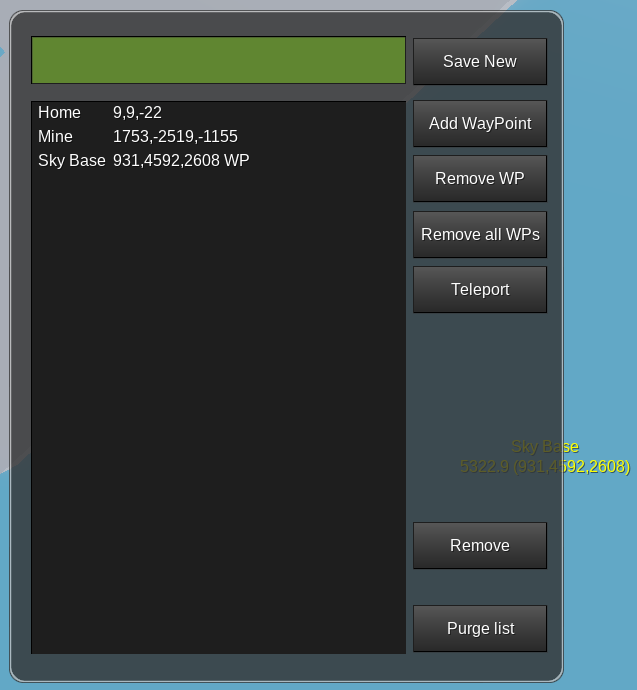 Save New
Home 9,9,-22
Mine 1753,-2519,-1155
Sky Base 931,4592,2608 WP
Add WayPoint
Remove WP
Remove all WPs
Teleport
Sky Base
5322.9 (931,4592,2608)
Remove
Purge list